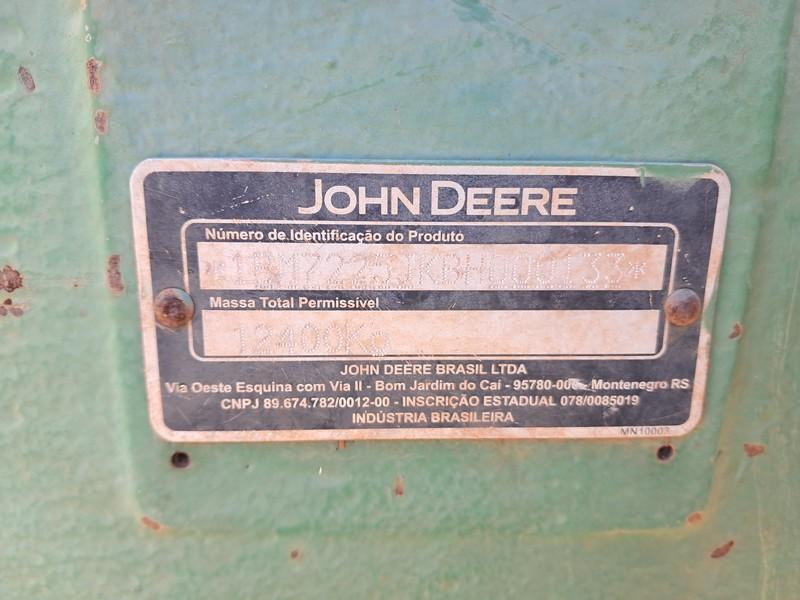 JOHN DEERE
Número de Identificação do Produto
*1BM7225JKBH000133*
Massa Total Permissível
12400Kg
JOHN DEERE BRASIL LTDA
Via Oeste Esquina com Via II - Bom Jardim do Caí - 95780-000 - Montenegro RS
CNPJ 89.674.782/0012-00 - INSCRIÇÃO ESTADUAL 078/0085019
INDÚSTRIA BRASILEIRA